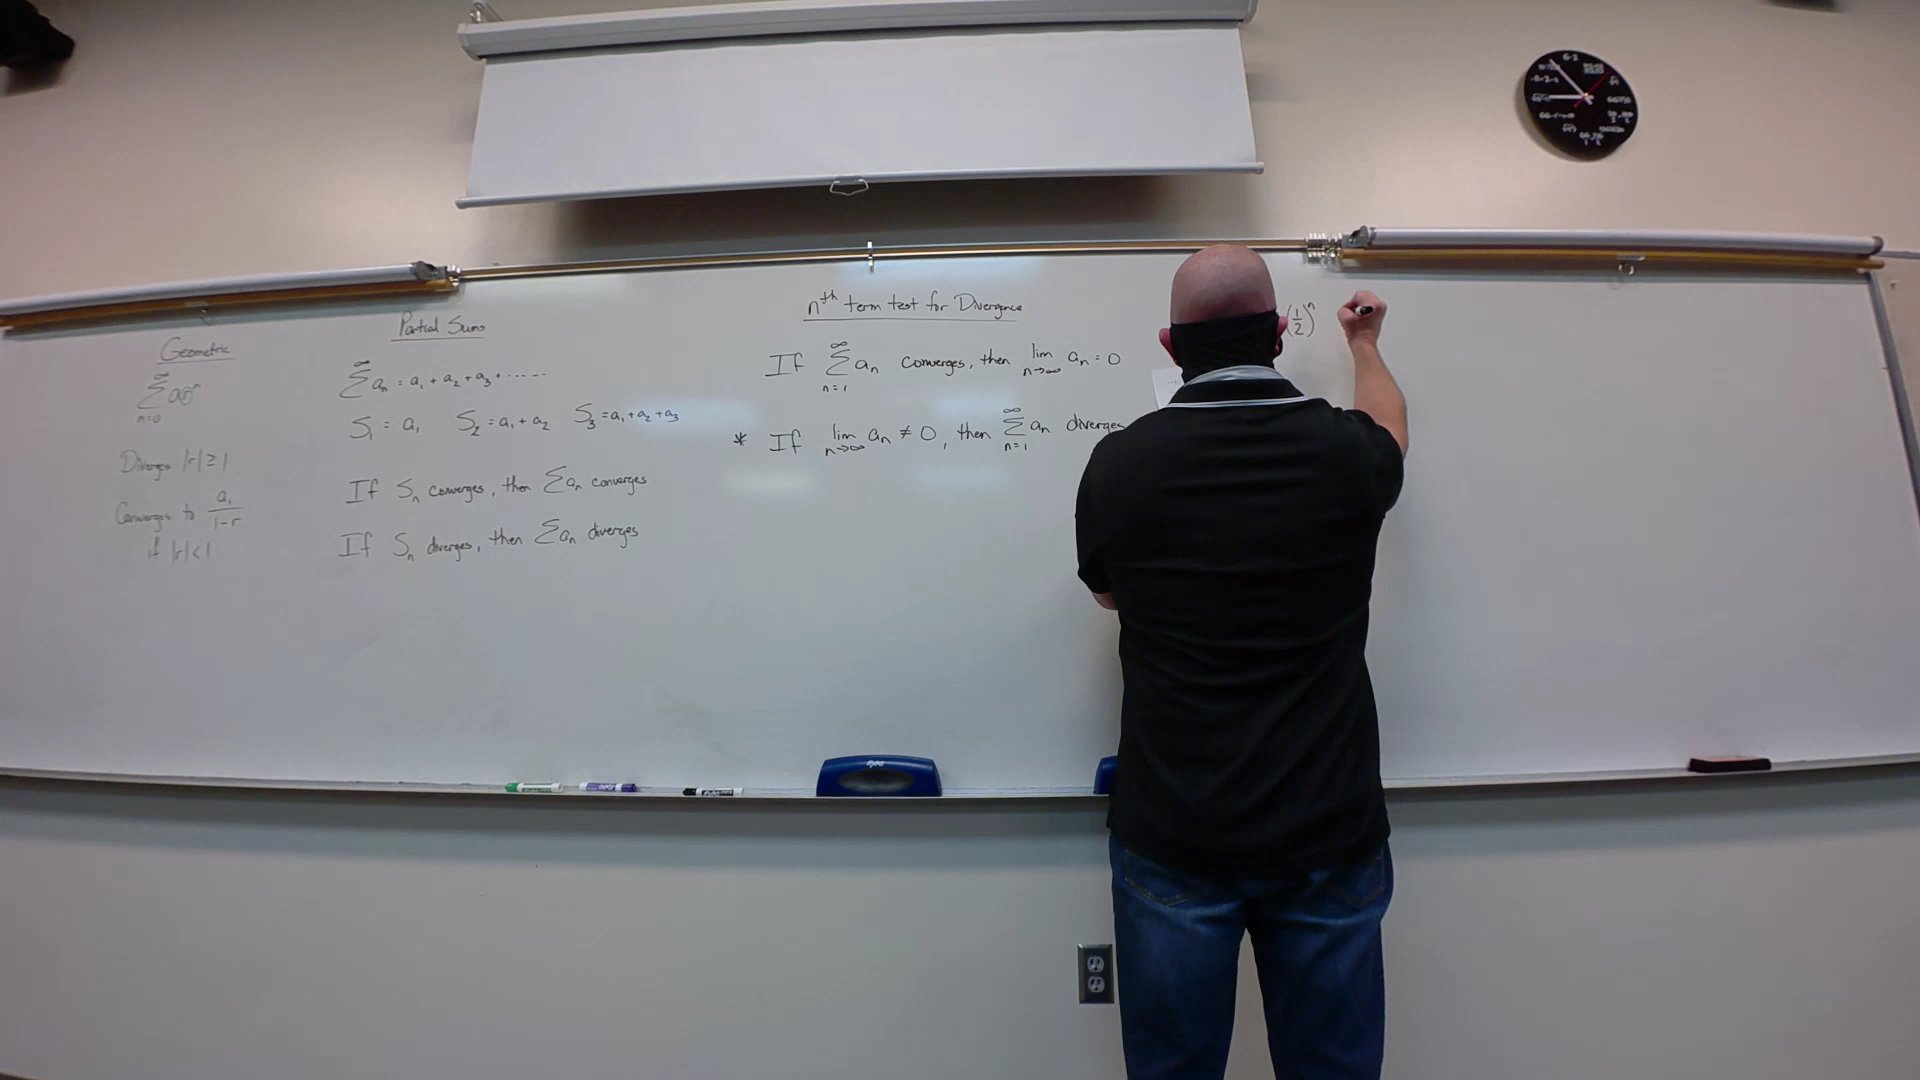 Geometric
∞
∑ a(r)ⁿ
n=0
Diverges |r| ≥ 1
Converges to a₁/(1-r)
if |r| < 1
Partial Sums
∞
∑ aₙ = a₁ + a₂ + a₃ + ......
S₁ = a₁ S₂ = a₁ + a₂ S₃ = a₁ + a₂ + a₃
If Sₙ converges, then ∑aₙ converges
If Sₙ diverges, then ∑aₙ diverges
nᵗʰ term test for Divergence
∞
If ∑ aₙ converges, then lim aₙ = 0
n=1 n→∞
∞
* If lim aₙ ≠ 0, then ∑ aₙ diverges
n→∞ n=1
(1/2)ⁿ
expo